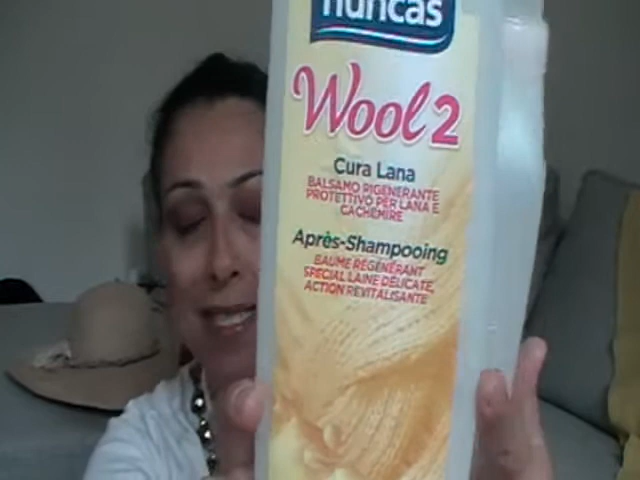 nuncas
Wool 2
Cura Lana
BALSAMO RIGENERANTE
PROTETTIVO PER LANA E
CACHEMIRE
Après-Shampooing
BAUME RÉGÉNÉRANT
SPECIAL LAINE DELICATE,
ACTION REVITALISANTE